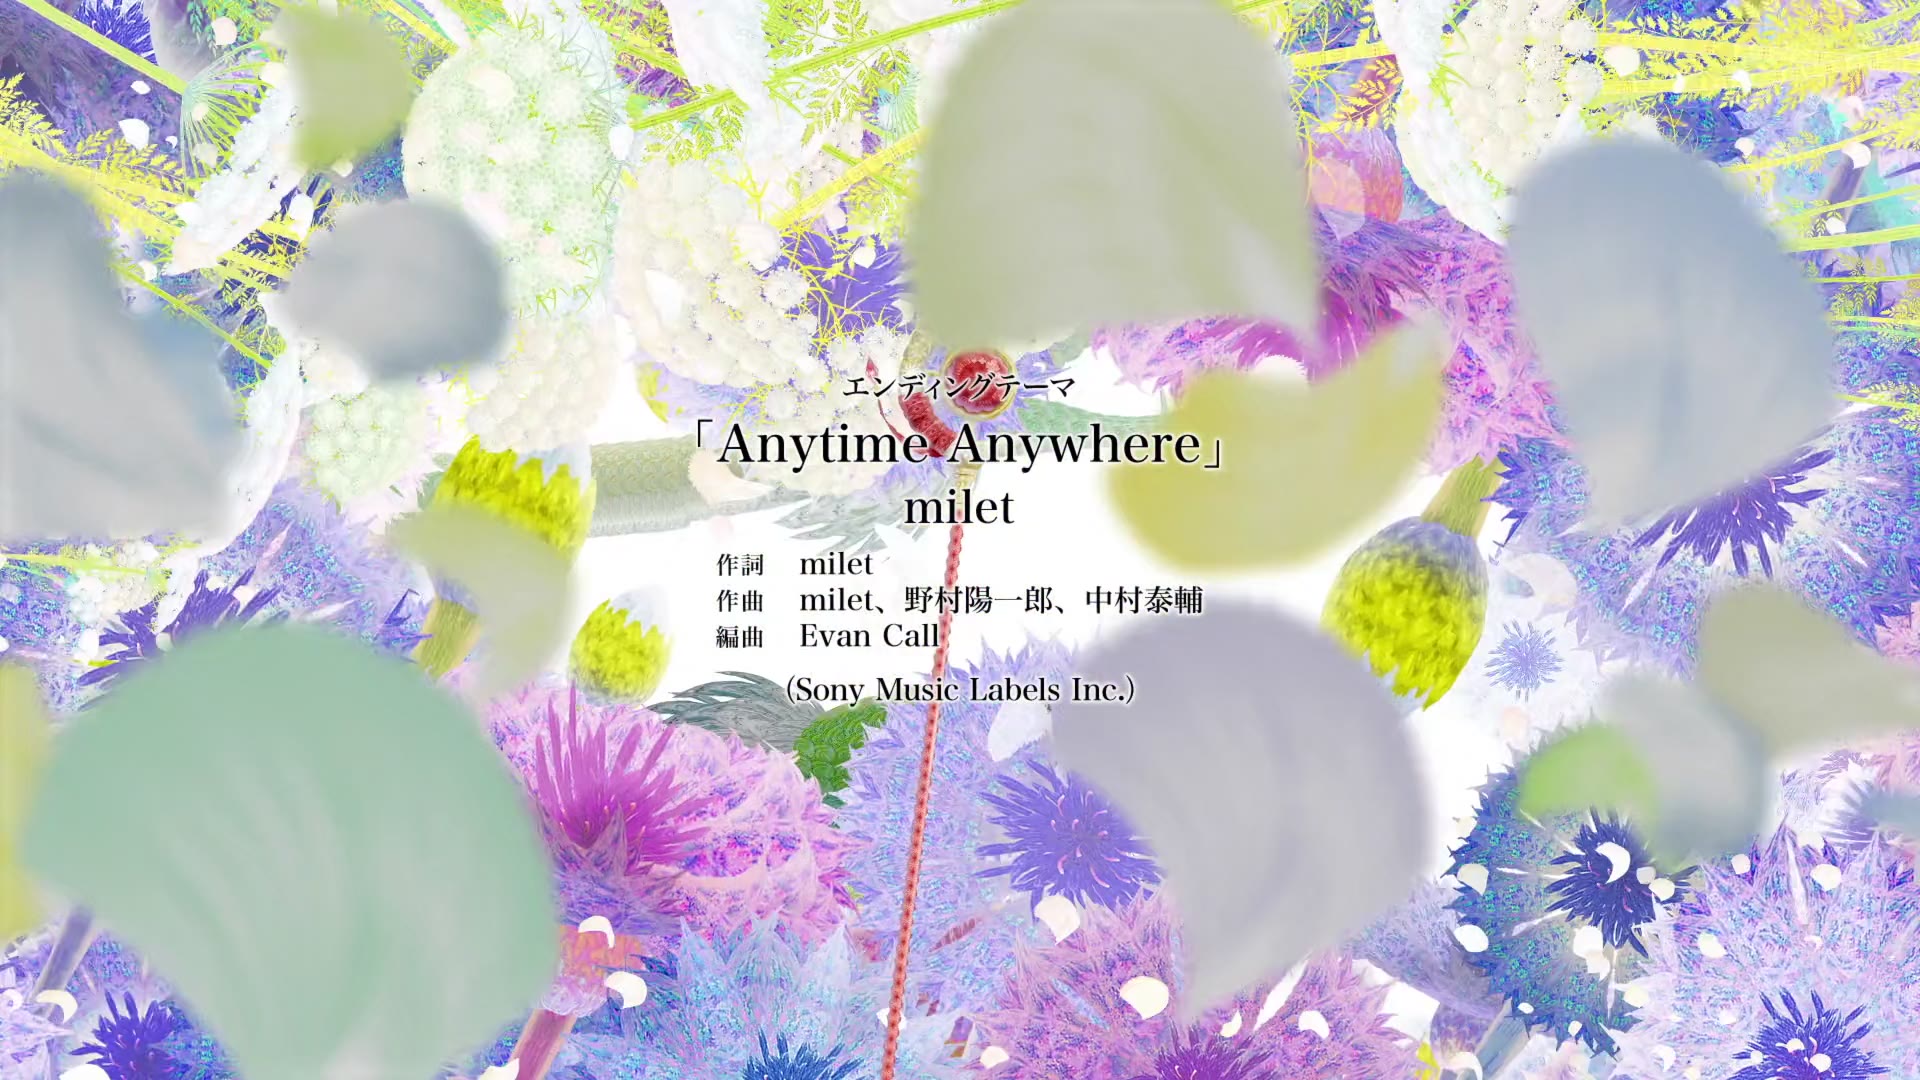 エンディングテーマ
「Anytime Anywhere」
milet
作詞 milet
作曲 milet、野村陽一郎、中村泰輔
編曲 Evan Call
(Sony Music Labels Inc.)